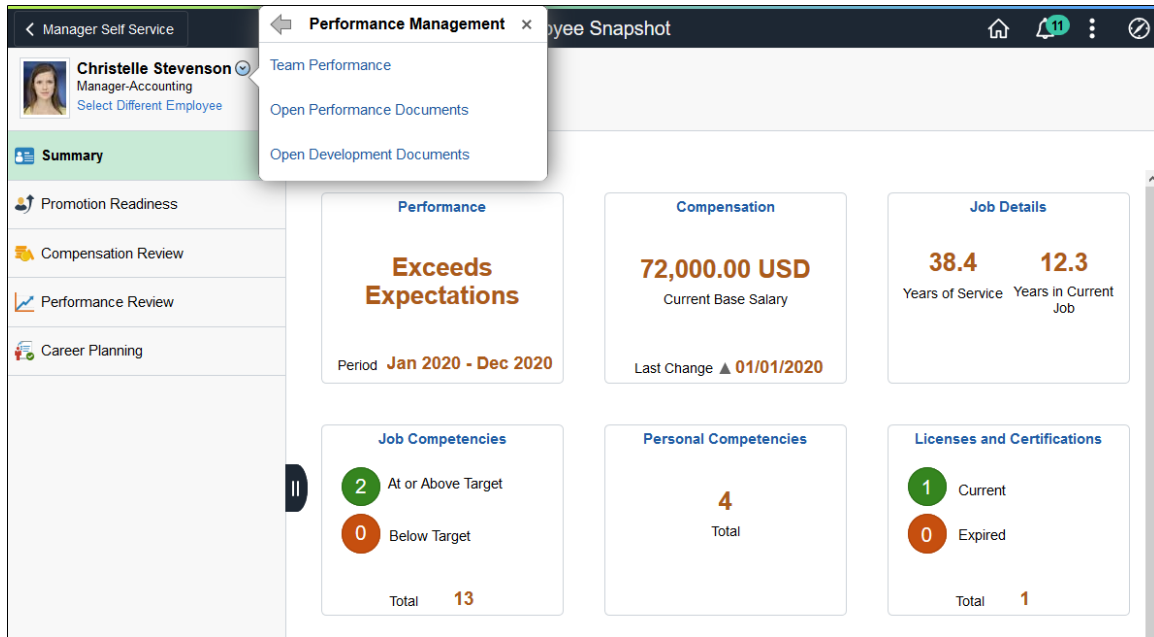 Manager Self Service
Performance Management
yee Snapshot
11
Christelle Stevenson
Manager-Accounting
Select Different Employee
Team Performance
Open Performance Documents
Open Development Documents
Summary
Promotion Readiness
Compensation Review
Performance Review
Career Planning
Performance
Exceeds
Expectations
Period Jan 2020 - Dec 2020
Compensation
72,000.00 USD
Current Base Salary
Last Change 01/01/2020
Job Details
38.4 12.3
Years of Service Years in Current
Job
Job Competencies
2 At or Above Target
0 Below Target
Total 13
Personal Competencies
4
Total
Licenses and Certifications
1 Current
0 Expired
Total 1